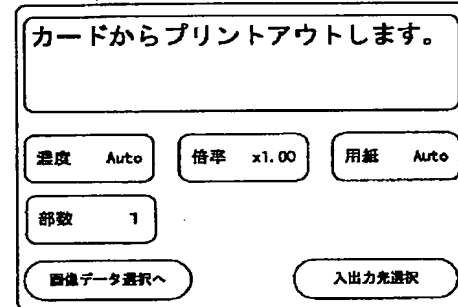 カードからプリントアウトします。
濃度 Auto 倍率 x1.00 用紙 Auto
部数 1
画像データ選択へ 入出力先選択